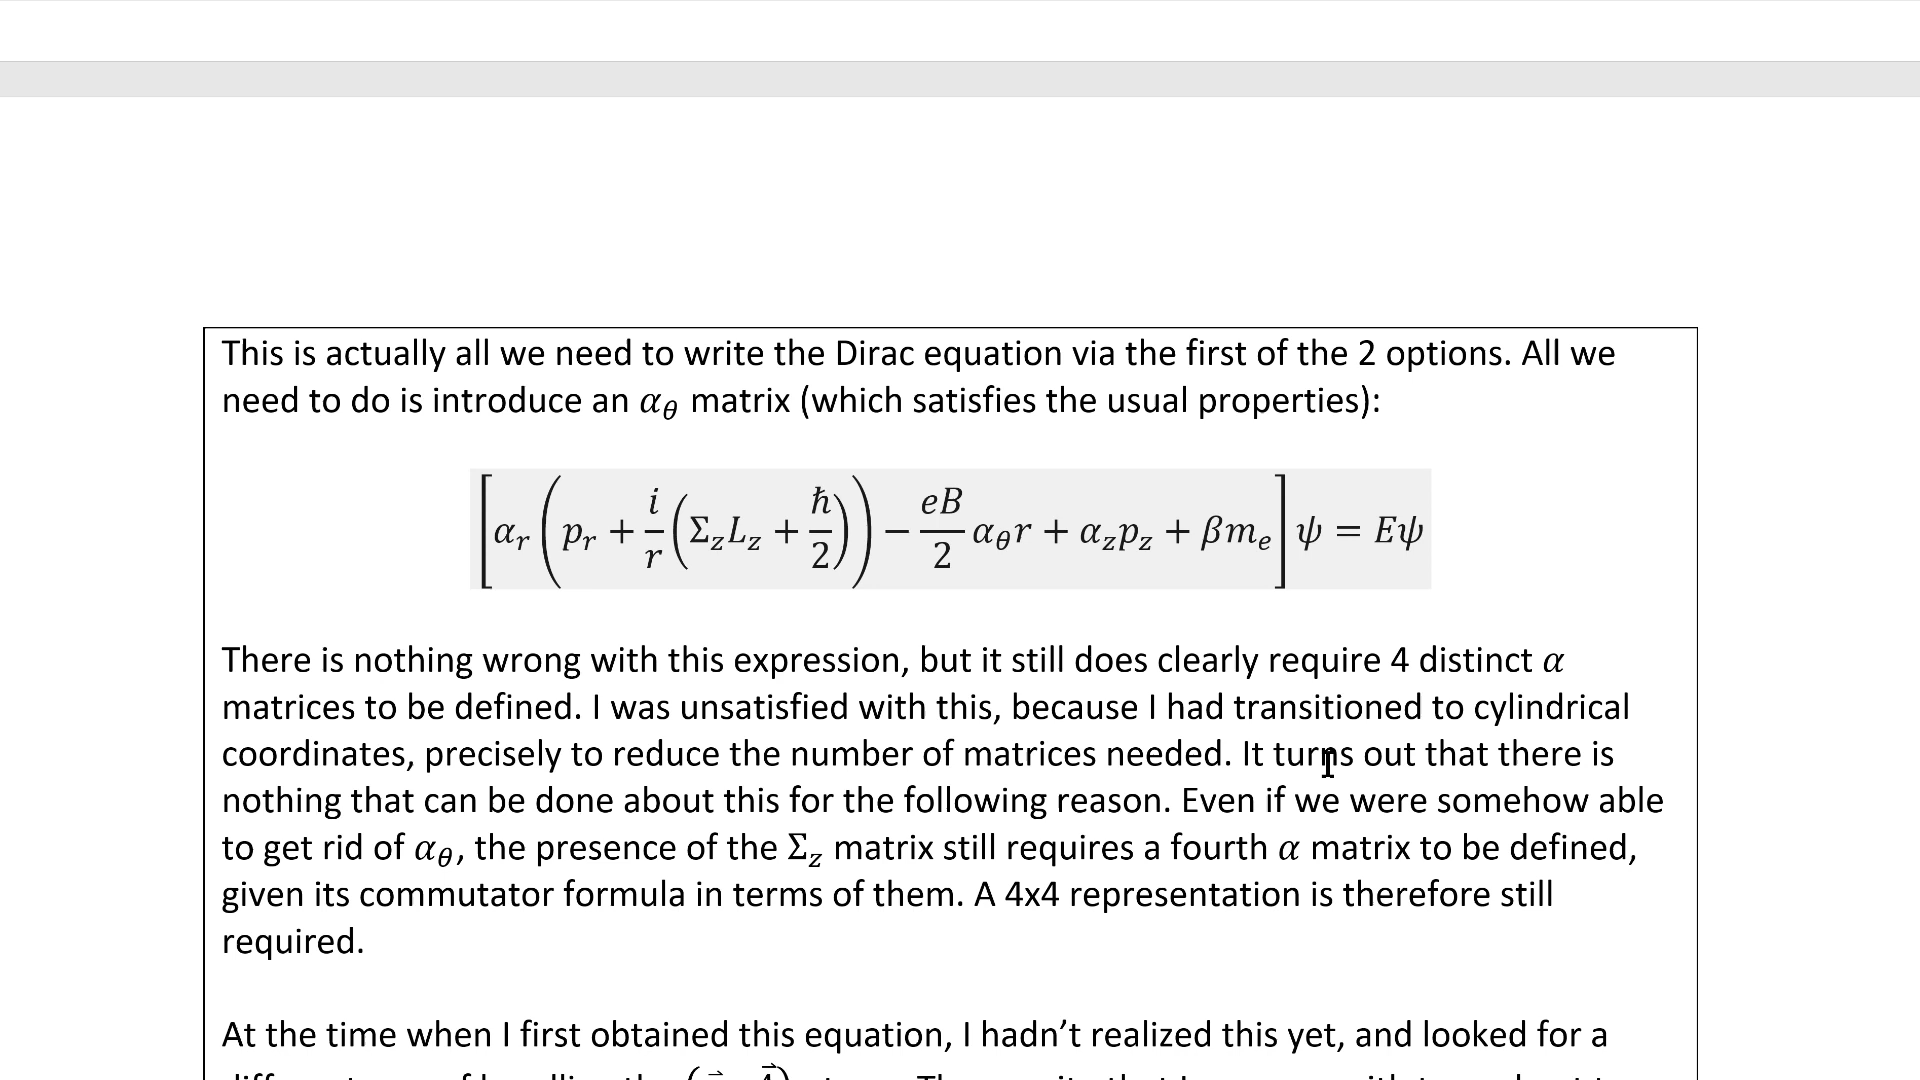 This is actually all we need to write the Dirac equation via the first of the 2 options. All we
need to do is introduce an α_θ matrix (which satisfies the usual properties):
[α_r (p_r + i/r (Σ_z L_z + ℏ/2)) − eB/2 α_θ r + α_z p_z + βm_e] ψ = Eψ
There is nothing wrong with this expression, but it still does clearly require 4 distinct α
matrices to be defined. I was unsatisfied with this, because I had transitioned to cylindrical
coordinates, precisely to reduce the number of matrices needed. It turns out that there is
nothing that can be done about this for the following reason. Even if we were somehow able
to get rid of α_θ, the presence of the Σ_z matrix still requires a fourth α matrix to be defined,
given its commutator formula in terms of them. A 4x4 representation is therefore still
required.
At the time when I first obtained this equation, I hadn’t realized this yet, and looked for a